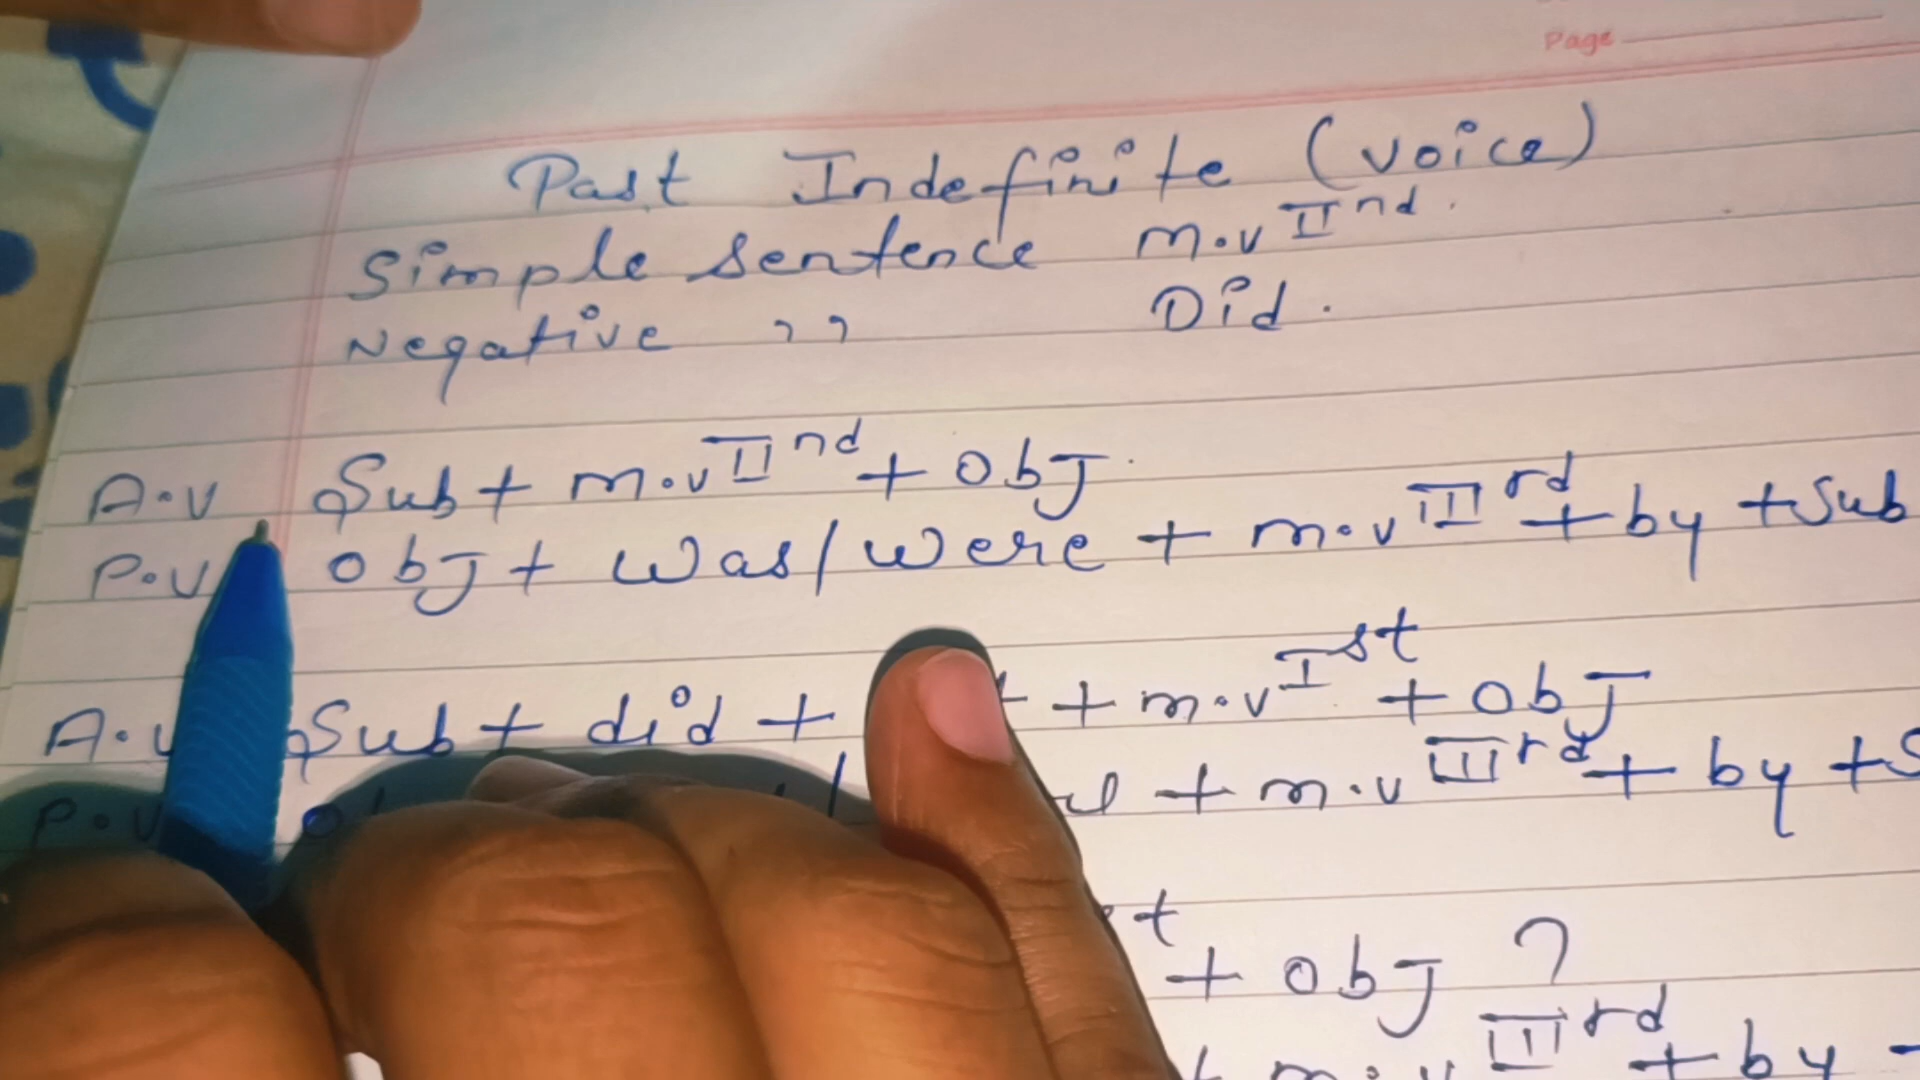 Page
Past Indefinite (voice)
Simple Sentence m.v IInd.
Negative ,, Did.
A.v Sub + m.v IInd + obJ.
P.v obJ + was/were + m.v IIIrd + by + Sub
A.v Sub + did + + m.v Ist + obJ
P.v + m.v IIIrd + by +
+ obJ ?
m.v IIIrd + by